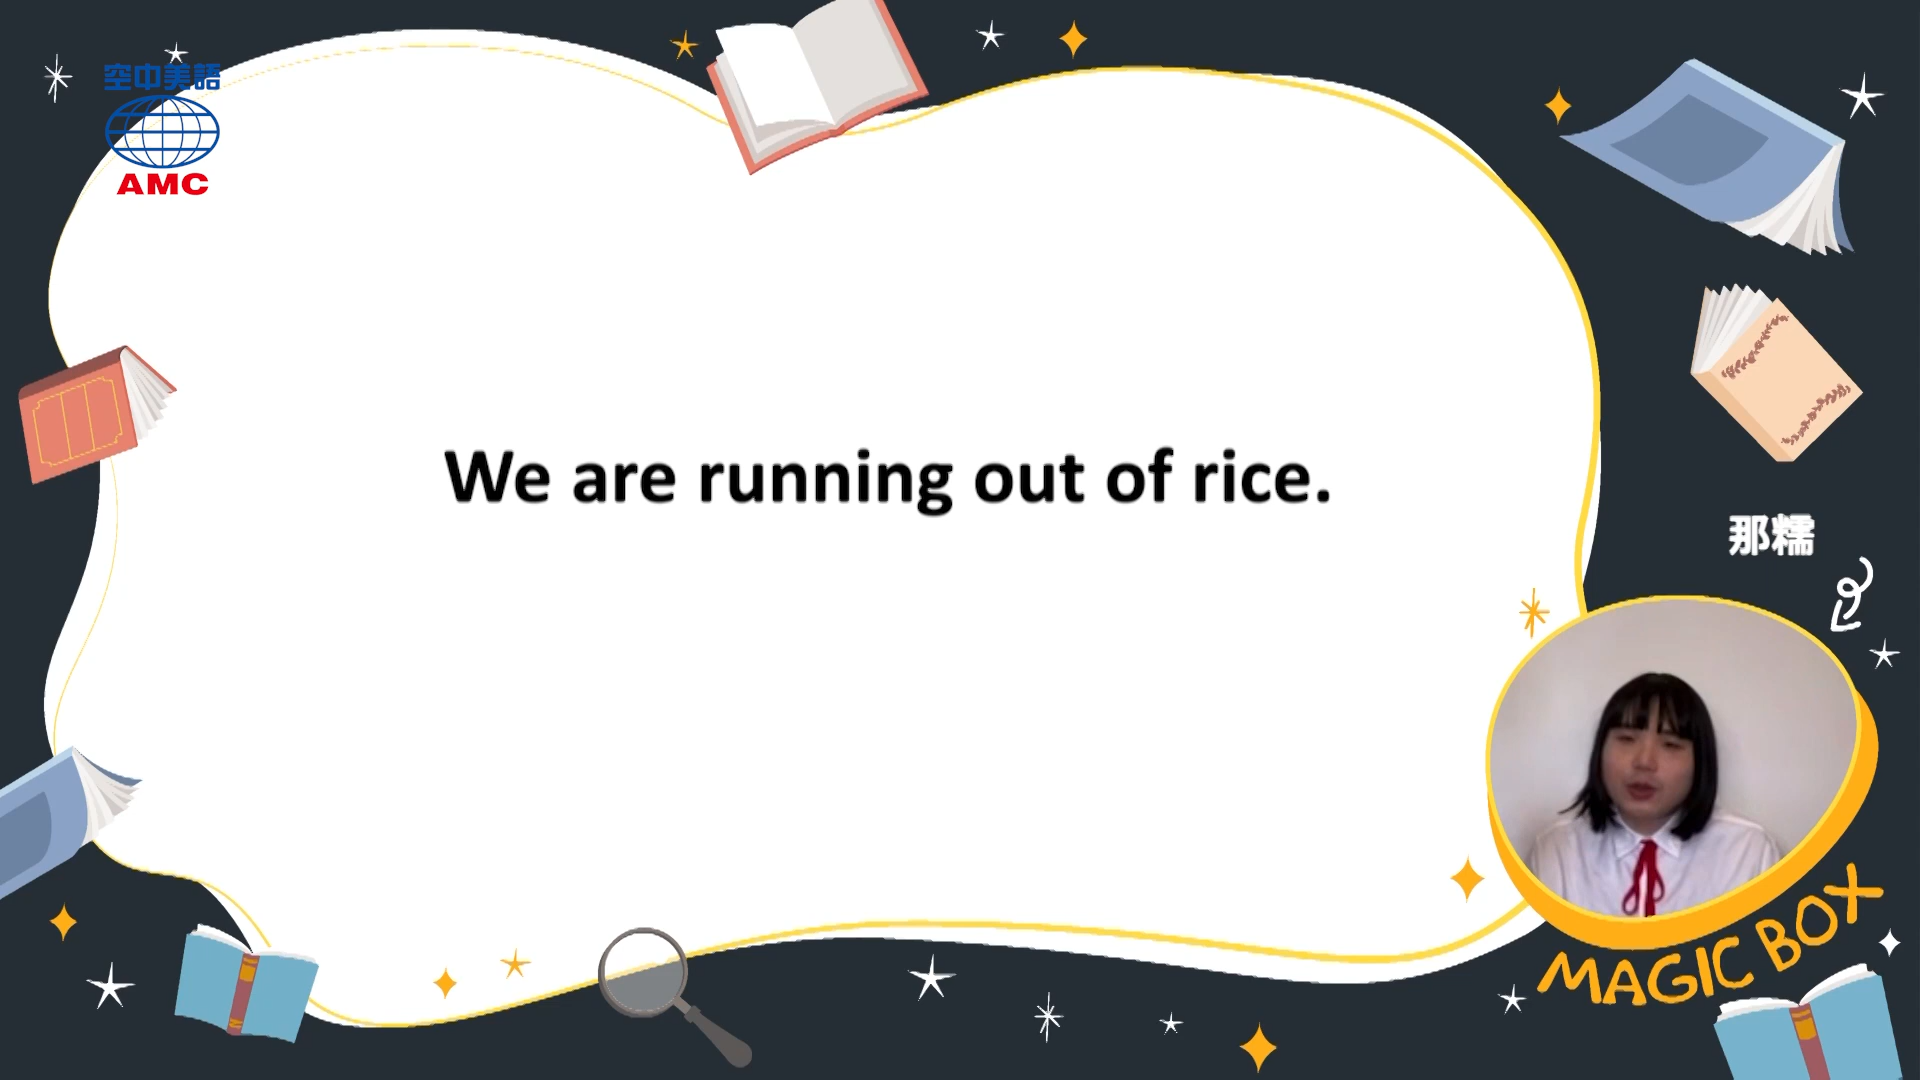 空中美語
AMC
We are running out of rice.
那糯
MAGIC BOX